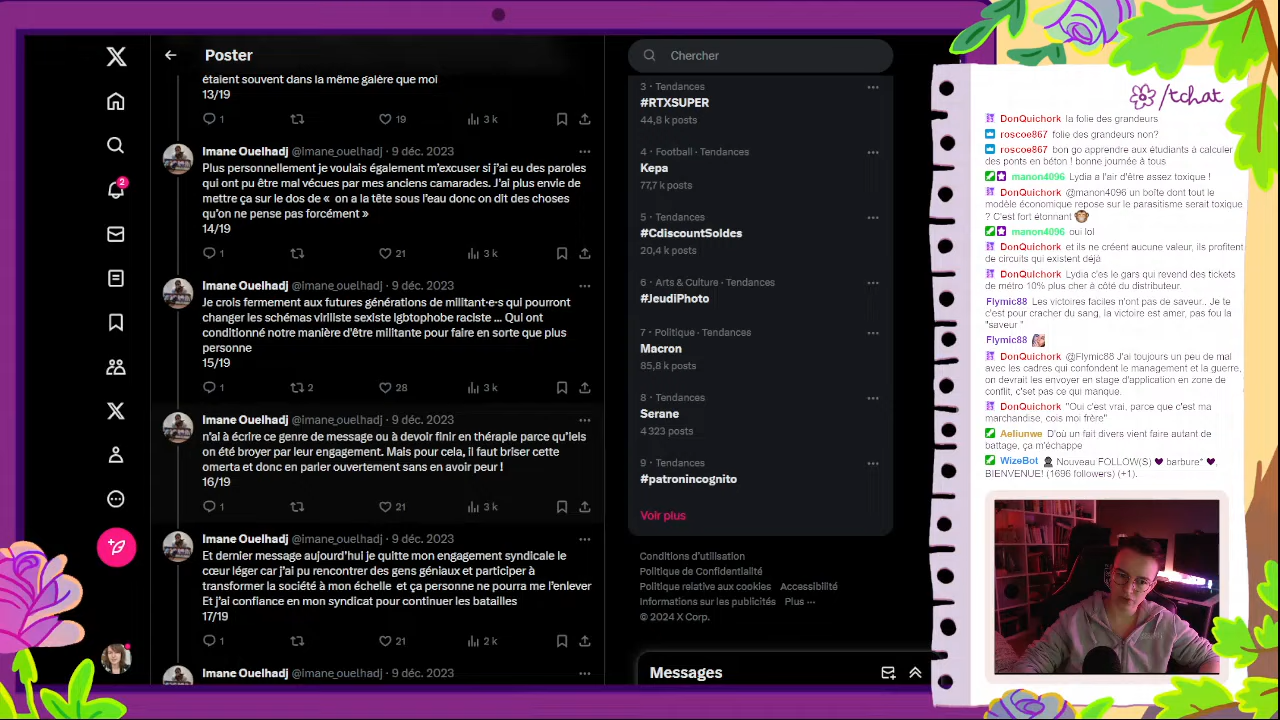 Poster
étaient souvent dans la même galère que moi
13/19
1
19
3 k
Imane Ouelhadj @imane_ouelhadj · 9 déc. 2023
Plus personnellement je voulais également m'excuser si j'ai eu des paroles
qui ont pu être mal vécues par mes anciens camarades. J'ai plus envie de
mettre ça sur le dos de « on a la tête sous l'eau donc on dit des choses
qu'on ne pense pas forcément »
14/19
1
21
3 k
Imane Ouelhadj @imane_ouelhadj · 9 déc. 2023
Je crois fermement aux futures générations de militant·e·s qui pourront
changer les schémas viriliste sexiste lgbtophobe raciste ... Qui ont
conditionné notre manière d'être militante pour faire en sorte que plus
personne
15/19
1
2
28
3 k
Imane Ouelhadj @imane_ouelhadj · 9 déc. 2023
n'ai à écrire ce genre de message ou à devoir finir en thérapie parce qu'iels
on été broyer par leur engagement. Mais pour cela, il faut briser cette
omerta et donc en parler ouvertement sans en avoir peur !
16/19
1
21
3 k
Imane Ouelhadj @imane_ouelhadj · 9 déc. 2023
Et dernier message aujourd'hui je quitte mon engagement syndicale le
cœur léger car j'ai pu rencontrer des gens géniaux et participer à
transformer la société à mon échelle et ça personne ne pourra me l'enlever
Et j'ai confiance en mon syndicat pour continuer les batailles
17/19
1
21
2 k
Imane Ouelhadj @imane_ouelhadj · 9 déc. 2023
2
Chercher
3 · Tendances
#RTXSUPER
44,8 k posts
4 · Football · Tendances
Kepa
77,7 k posts
5 · Tendances
#CdiscountSoldes
20,4 k posts
6 · Arts & Culture · Tendances
#JeudiPhoto
7 · Politique · Tendances
Macron
85,8 k posts
8 · Tendances
Serane
4 323 posts
9 · Tendances
#patronincognito
Voir plus
Conditions d'utilisation
Politique de Confidentialité
Politique relative aux cookies Accessibilité
Informations sur les publicités Plus ···
© 2024 X Corp.
Messages
/tchat
DonQuichork la folie des grandeurs
roscoe867 folie des grandeurs non?
roscoe867 bon go apprendre aux étudiants à calculer
des ponts en béton ! bonne journée à tous
manon4096 Lydia a l'air d'être assez toxique !
DonQuichork @manon4096 un boîte dont tout le
modèle économique repose sur le parasitisme serait toxique
? C'est fort étonnant
manon4096 oui lol
DonQuichork et ils ne créent aucune valeur, ils profitent
de circuits qui existent déjà
DonQuichork Lydia c'est le gars qui revend des tickets
de métro 10% plus cher à côté du distributeur.
Flymic88 Les victoires faciles n'ont pas de saveur.. Je te
c'est pour cracher du sang, la victoire est amer, pas fou la
"saveur "
Flymic88
DonQuichork @Flymic88 J'ai toujours un peu de mal
avec les cadres qui confondent le management et la guerre,
on devrait les envoyer en stage d'application en zone de
conflit, c'est pas ce qui manque.
DonQuichork "Oui c'est vrai, parce que c'est ma
marchandise, cois moi frère"
Aeliunwe D'où un fait divers vient faire autant de
battage, ça m'échappe
WizeBot Nouveau FOLLOW(S) ♥ barbure* ♥,
BIENVENUE! (1696 followers) (+1).